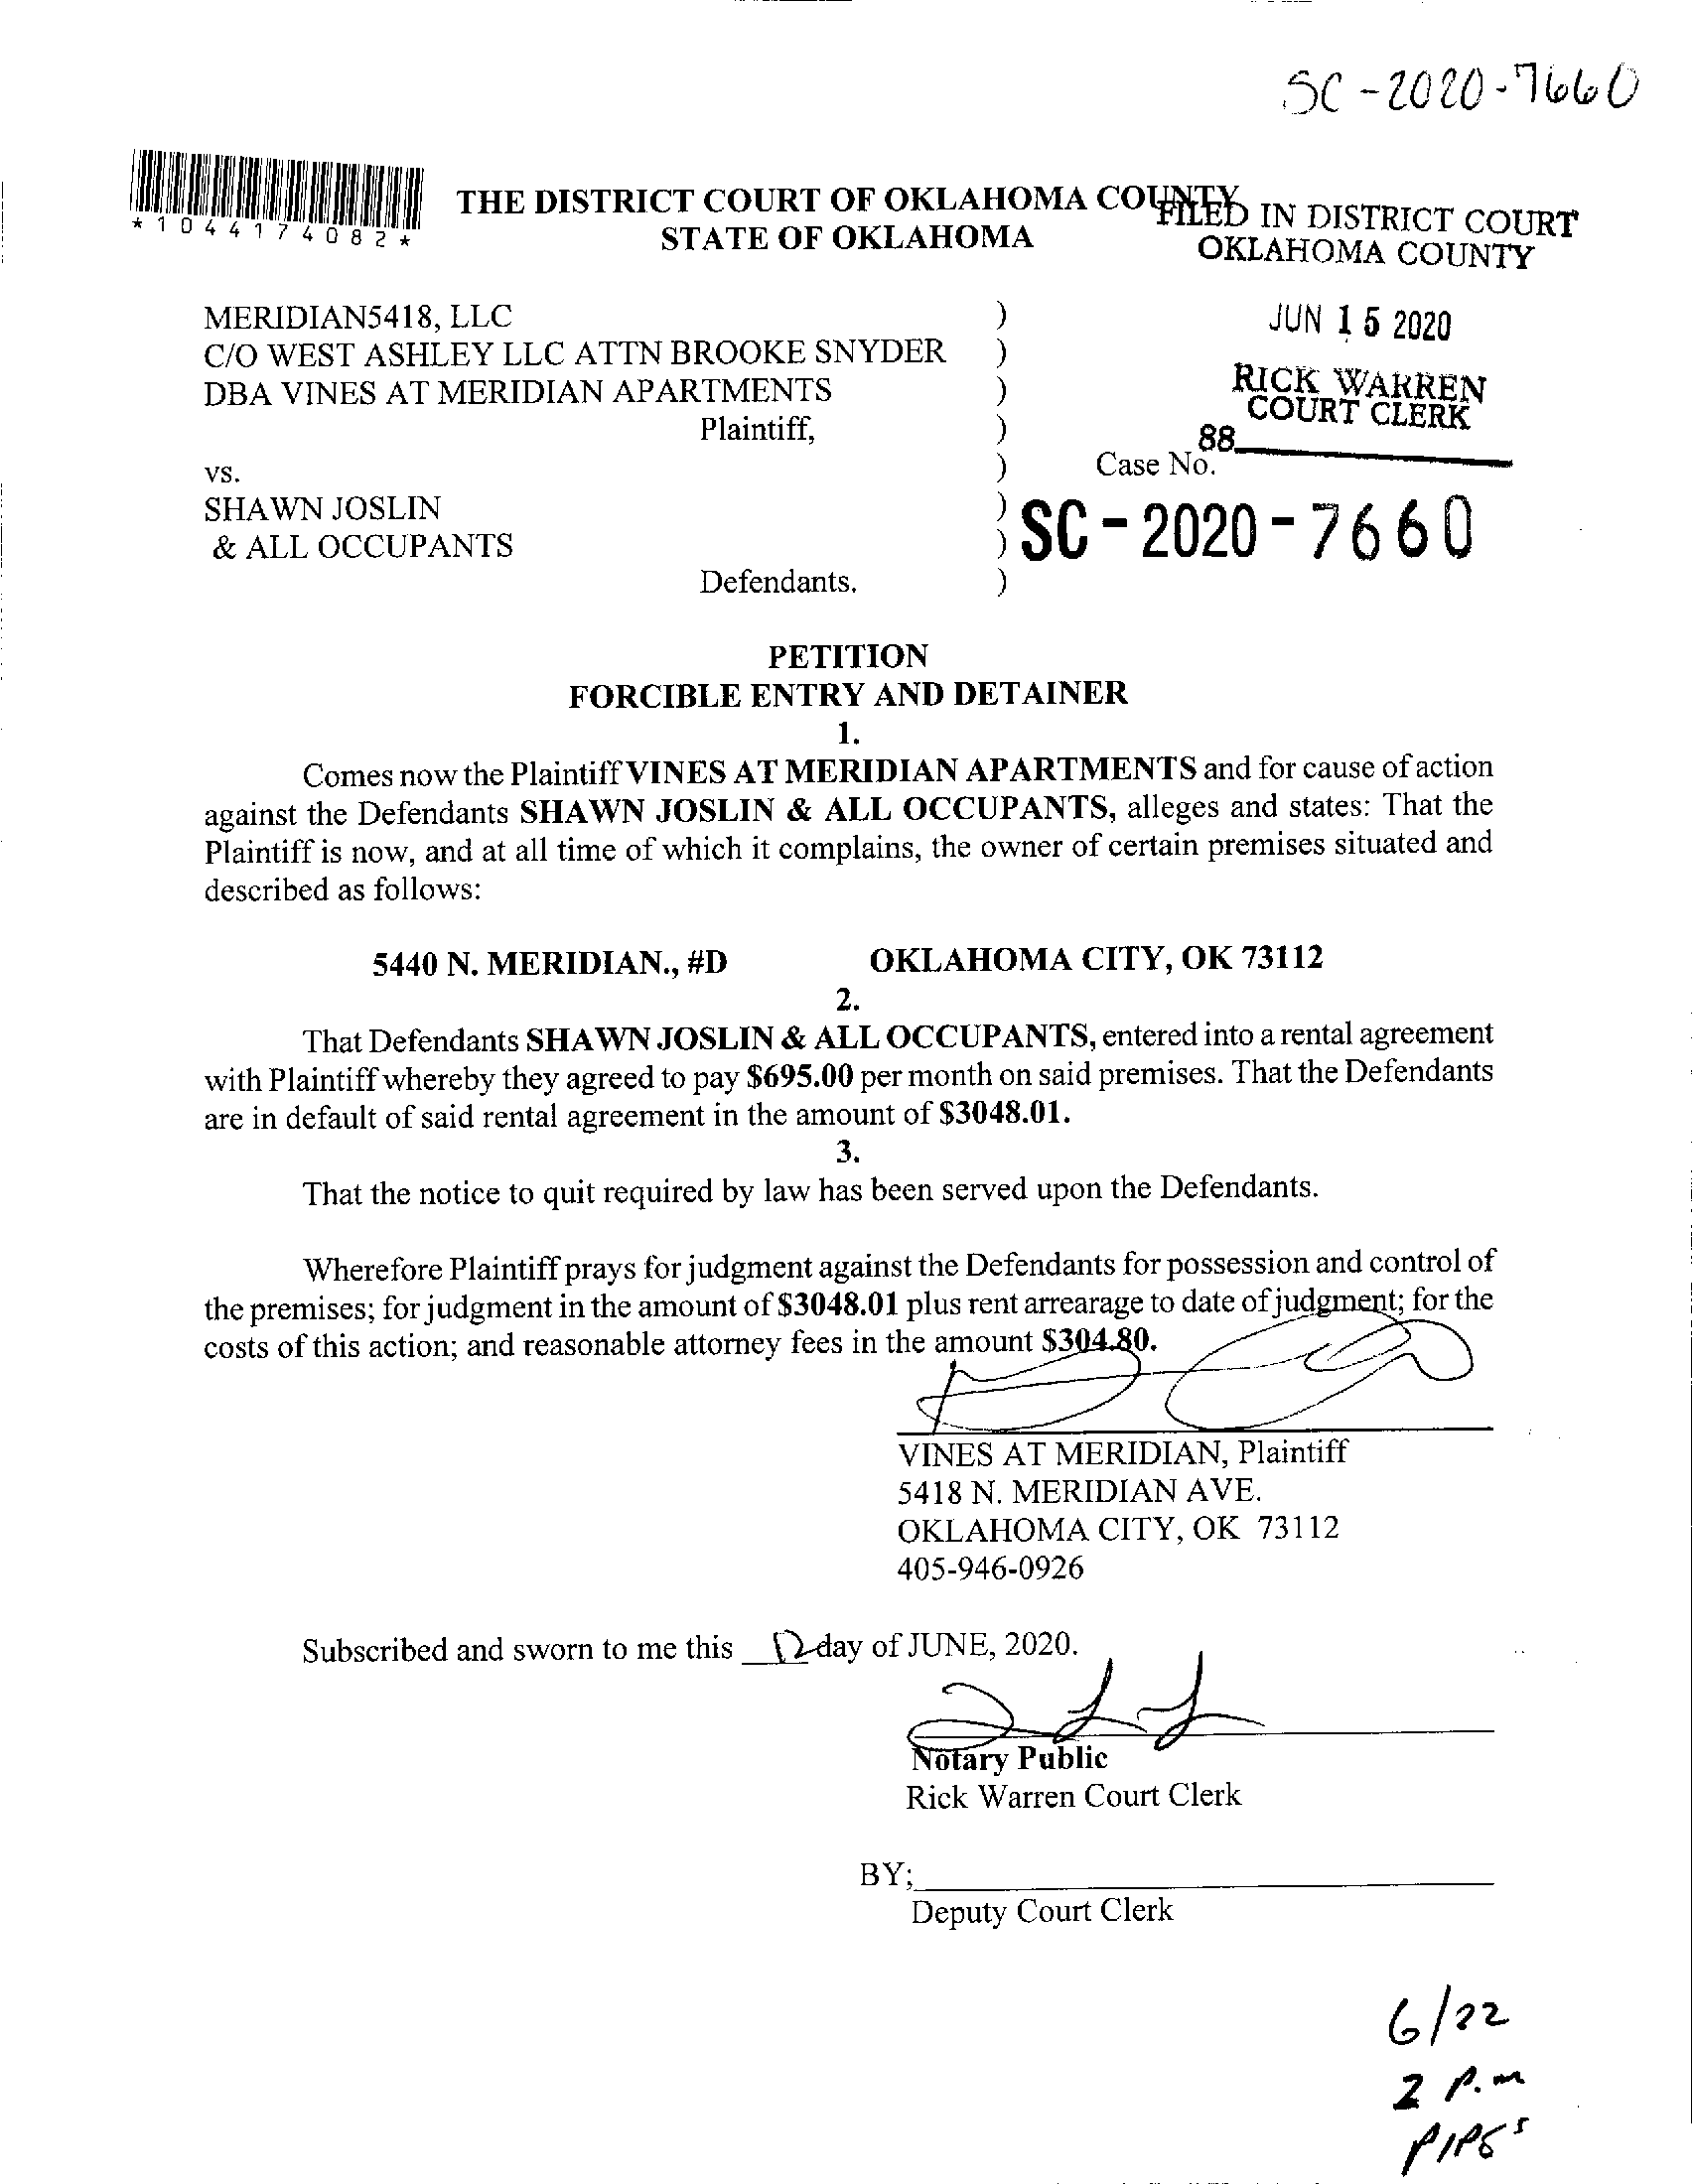 SC-2020-7660
*1044174082*
THE DISTRICT COURT OF OKLAHOMA COUNTY
STATE OF OKLAHOMA
FILED IN DISTRICT COURT
OKLAHOMA COUNTY
JUN 15 2020
RICK WARREN
COURT CLERK
88
MERIDIAN5418, LLC )
C/O WEST ASHLEY LLC ATTN BROOKE SNYDER )
DBA VINES AT MERIDIAN APARTMENTS )
Plaintiff, )
vs. ) Case No.
SHAWN JOSLIN ) SC-2020-7660
& ALL OCCUPANTS )
Defendants. )
PETITION
FORCIBLE ENTRY AND DETAINER
1.
Comes now the Plaintiff VINES AT MERIDIAN APARTMENTS and for cause of action
against the Defendants SHAWN JOSLIN & ALL OCCUPANTS, alleges and states: That the
Plaintiff is now, and at all time of which it complains, the owner of certain premises situated and
described as follows:
5440 N. MERIDIAN., #D OKLAHOMA CITY, OK 73112
2.
That Defendants SHAWN JOSLIN & ALL OCCUPANTS, entered into a rental agreement
with Plaintiff whereby they agreed to pay $695.00 per month on said premises. That the Defendants
are in default of said rental agreement in the amount of $3048.01.
3.
That the notice to quit required by law has been served upon the Defendants.
Wherefore Plaintiff prays for judgment against the Defendants for possession and control of
the premises; for judgment in the amount of $3048.01 plus rent arrearage to date of judgment; for the
costs of this action; and reasonable attorney fees in the amount $304.80.
VINES AT MERIDIAN, Plaintiff
5418 N. MERIDIAN AVE.
OKLAHOMA CITY, OK 73112
405-946-0926
Subscribed and sworn to me this 12 day of JUNE, 2020.
Notary Public
Rick Warren Court Clerk
BY;
Deputy Court Clerk
6/22
2 P.m